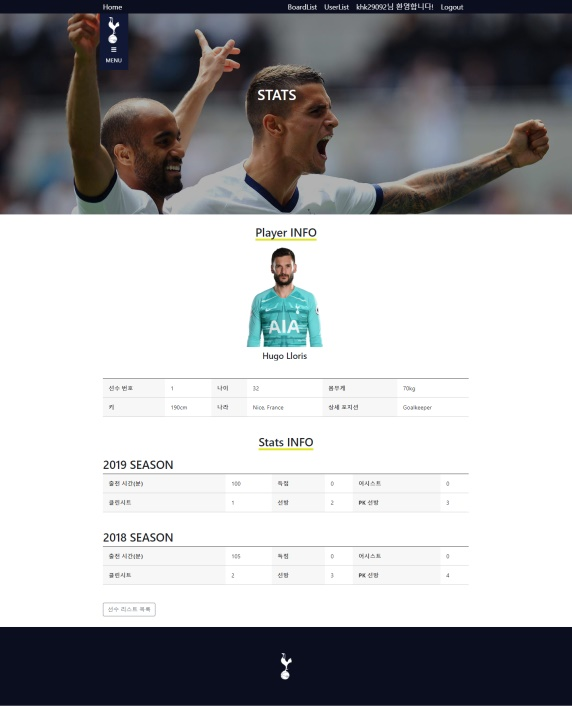 Home BoardList UserList khk29092님 환영합니다! Logout
MENU
STATS
Player INFO
AIA
Hugo Lloris
선수 번호 1 나이 32 몸무게 70kg
키 190cm 나라 Nice, France 상세 포지션 Goalkeeper
Stats INFO
2019 SEASON
출전 시간(분) 100 득점 0 어시스트 0
클린시트 1 선방 2 PK 선방 3
2018 SEASON
출전 시간(분) 105 득점 0 어시스트 0
클린시트 2 선방 3 PK 선방 4
선수 리스트 목록